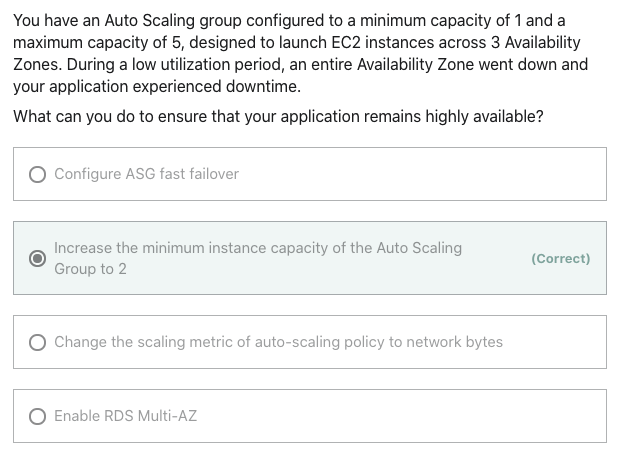 You have an Auto Scaling group configured to a minimum capacity of 1 and a
maximum capacity of 5, designed to launch EC2 instances across 3 Availability
Zones. During a low utilization period, an entire Availability Zone went down and
your application experienced downtime.
What can you do to ensure that your application remains highly available?
Configure ASG fast failover
Increase the minimum instance capacity of the Auto Scaling
Group to 2
(Correct)
Change the scaling metric of auto-scaling policy to network bytes
Enable RDS Multi-AZ